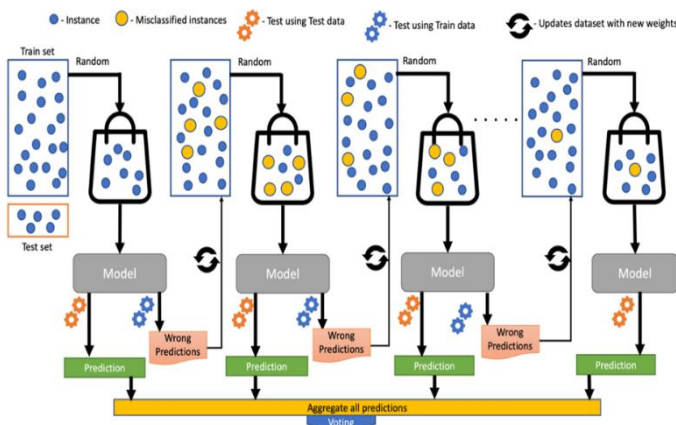 - Instance
- Misclassified instances
- Test using Test data
- Test using Train data
- Updates dataset with new weights
Train set
Random
Random
Random
Random
. . . . .
Test set
Model
Model
Model
Model
Wrong
Predictions
Wrong
Predictions
Wrong
Predictions
Prediction
Prediction
Prediction
Prediction
Aggregate all predictions
Voting